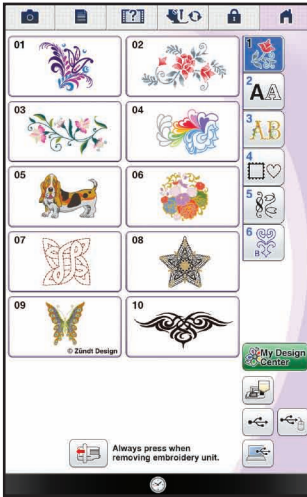 ?
01
02
1
2
AA
03
04
3
AB
4
05
06
5
6
B
07
08
09
10
© Zündt Design
My Design
Center
Always press when
removing embroidery unit.